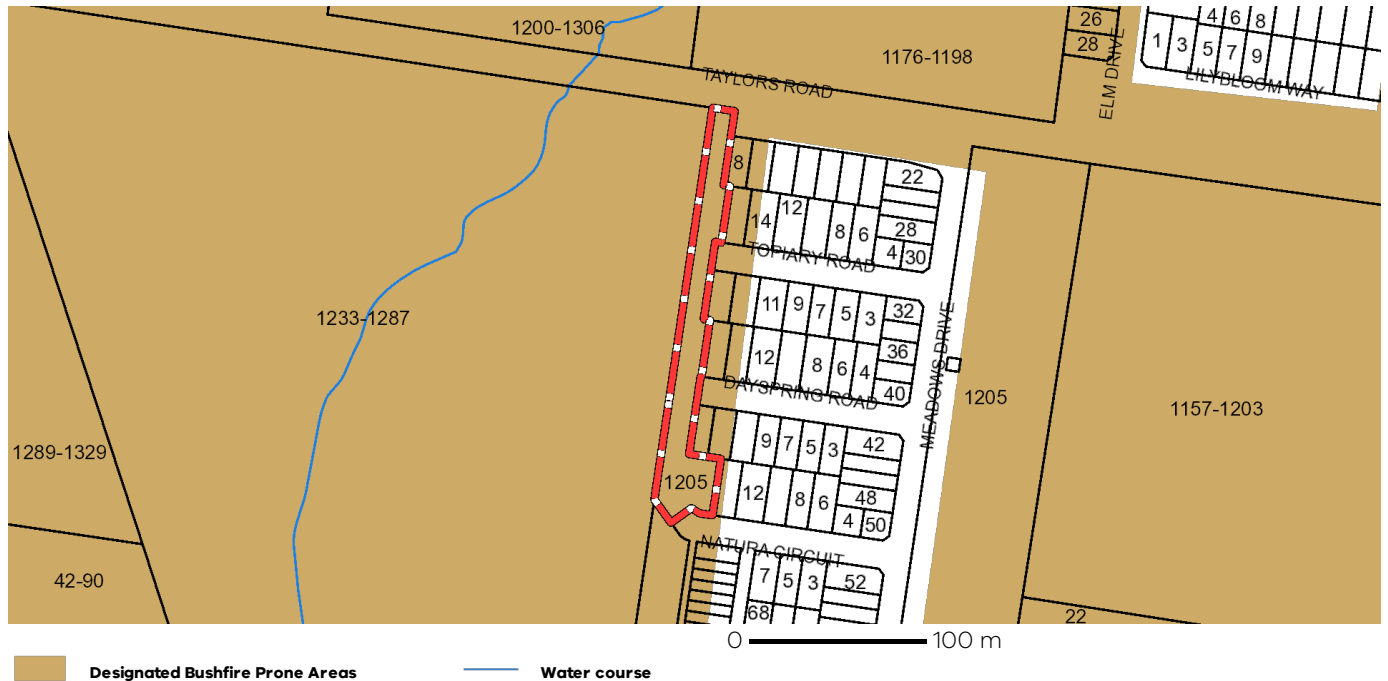 1200-1306
1176-1198
26
28
ELM DRIVE
4 6 8
1 3 5 7 9
LILYBLOOM WAY
TAYLORS ROAD
8
22
14 12 8 6 28
4 30
TOPIARY ROAD
1233-1287
11 9 7 5 3 32
36
12 8 6 4
40
DAYSPRING ROAD
MEADOWS DRIVE
1205
1157-1203
1289-1329
9 7 5 3 42
1205
12 8 6 48
4 50
NATURA CIRCUIT
42-90
7 5 3 52
68
22
0 100 m
Designated Bushfire Prone Areas
Water course